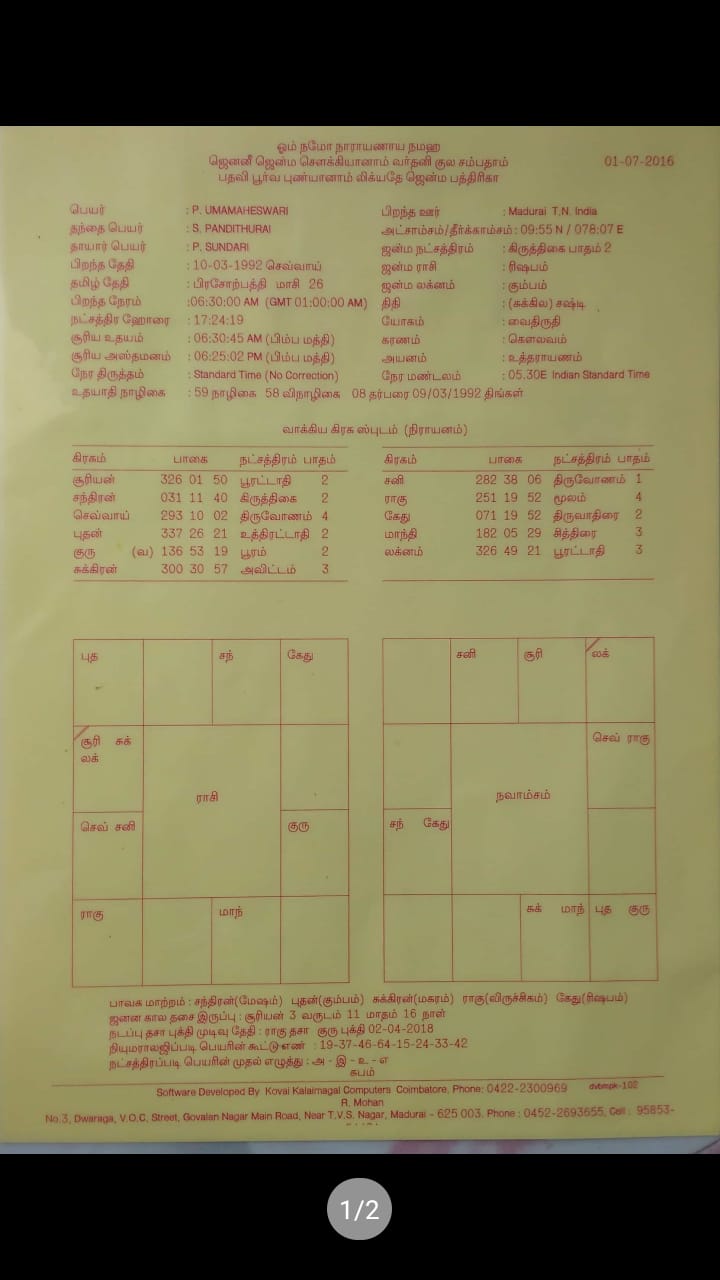 ஓம் நமோ நாராயணாய நமஹ
ஜெனனீ ஜென்ம சௌக்கியானாம் வர்தனி குல சம்பதாம்
01-07-2016
பதவி பூர்வ புண்யானாம் லிக்யதே ஜென்ம பத்திரிகா
பெயர் : P. UMAMAHESWARI
தந்தை பெயர் : S. PANDITHURAI
தாயார் பெயர் : P. SUNDARI
பிறந்த தேதி : 10-03-1992 செவ்வாய்
தமிழ் தேதி : பிரசோற்பத்தி மாசி 26
பிறந்த நேரம் :06:30:00 AM (GMT 01:00:00 AM)
நட்சத்திர ஹோரை : 17:24:19
சூரிய உதயம் : 06:30:45 AM (பிம்ப மத்தி)
சூரிய அஸ்தமனம் : 06:25:02 PM (பிம்ப மத்தி)
நேர திருத்தம் : Standard Time (No Correction)
உதயாதி நாழிகை : 59 நாழிகை 58 விநாழிகை 08 தர்பரை 09/03/1992 திங்கள்
பிறந்த ஊர் : Madurai T.N. India
அட்சாம்சம்/தீர்க்காம்சம் : 09:55 N / 078:07 E
ஜன்ம நட்சத்திரம் : கிருத்திகை பாதம் 2
ஜன்ம ராசி : ரிஷபம்
ஜன்ம லக்னம் : கும்பம்
திதி : (சுக்கில) சஷ்டி
யோகம் : வைதிருதி
கரணம் : கௌலவம்
அயனம் : உத்தராயணம்
நேர மண்டலம் : 05.30E Indian Standard Time
வாக்கிய கிரக ஸ்புடம் (நிராயனம்)
கிரகம் பாகை நட்சத்திரம் பாதம்
சூரியன் 326 01 50 பூரட்டாதி 2
சந்திரன் 031 11 40 கிருத்திகை 2
செவ்வாய் 293 10 02 திருவோணம் 4
புதன் 337 26 21 உத்திரட்டாதி 2
குரு (வ) 136 53 19 பூரம் 2
சுக்கிரன் 300 30 57 அவிட்டம் 3
கிரகம் பாகை நட்சத்திரம் பாதம்
சனி 282 38 06 திருவோணம் 1
ராகு 251 19 52 மூலம் 4
கேது 071 19 52 திருவாதிரை 2
மாந்தி 182 05 29 சித்திரை 3
லக்னம் 326 49 21 பூரட்டாதி 3
புத சந் கேது
சூரி சுக்
லக்
ராசி
செவ் சனி குரு
ராகு மாந்
சனி சூரி லக்
செவ் ராகு
நவாம்சம்
சந் கேது
சுக் மாந் புத குரு
பாவக மாற்றம் : சந்திரன்(மேஷம்) புதன்(கும்பம்) சுக்கிரன்(மகரம்) ராகு(விருச்சிகம்) கேது(ரிஷபம்)
ஜனன கால தசை இருப்பு : சூரியன் 3 வருடம் 11 மாதம் 16 நாள்
நடப்பு தசா புக்தி முடிவு தேதி : ராகு தசா குரு புக்தி 02-04-2018
நியுமராலஜிப்படி பெயரின் கூட்டு எண் : 19-37-46-64-15-24-33-42
நட்சத்திரப்படி பெயரின் முதல் எழுத்து : அ - இ - உ - எ
சுபம்
Software Developed By Kovai Kalaimagal Computers Coimbatore, Phone: 0422-2300969 dvbmpk-102
R. Mohan
No.3, Dwaraga, V.O.C, Street, Govalan Nagar Main Road, Near T.V.S. Nagar, Madurai - 625 003. Phone : 0452-2693655, Cell : 95853-
1/2